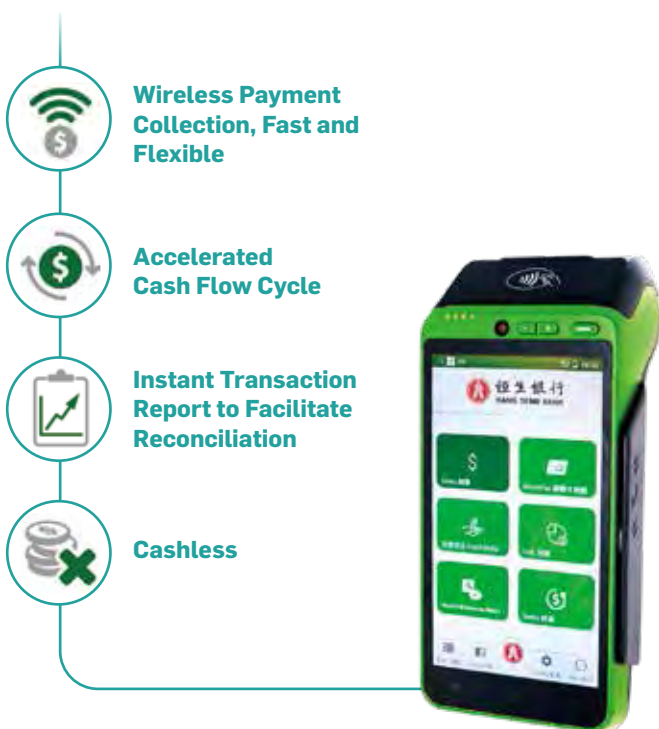 Wireless Payment
Collection, Fast and
Flexible
Accelerated
Cash Flow Cycle
Instant Transaction
Report to Facilitate
Reconciliation
Cashless
恒生銀行
HANG SENG BANK